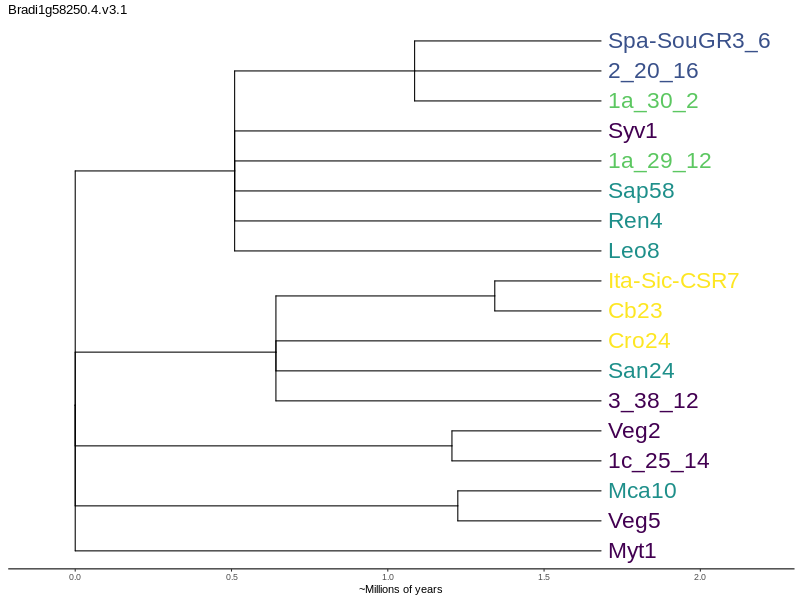 Bradi1g58250.4.v3.1
Spa-SouGR3_6
2_20_16
1a_30_2
Syv1
1a_29_12
Sap58
Ren4
Leo8
Ita-Sic-CSR7
Cb23
Cro24
San24
3_38_12
Veg2
1c_25_14
Mca10
Veg5
Myt1
0.0 0.5 1.0 1.5 2.0
~Millions of years